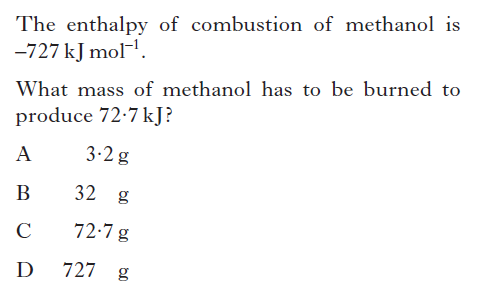 The enthalpy of combustion of methanol is
–727 kJ mol⁻¹.
What mass of methanol has to be burned to
produce 72·7 kJ?
A 3·2 g
B 32 g
C 72·7 g
D 727 g